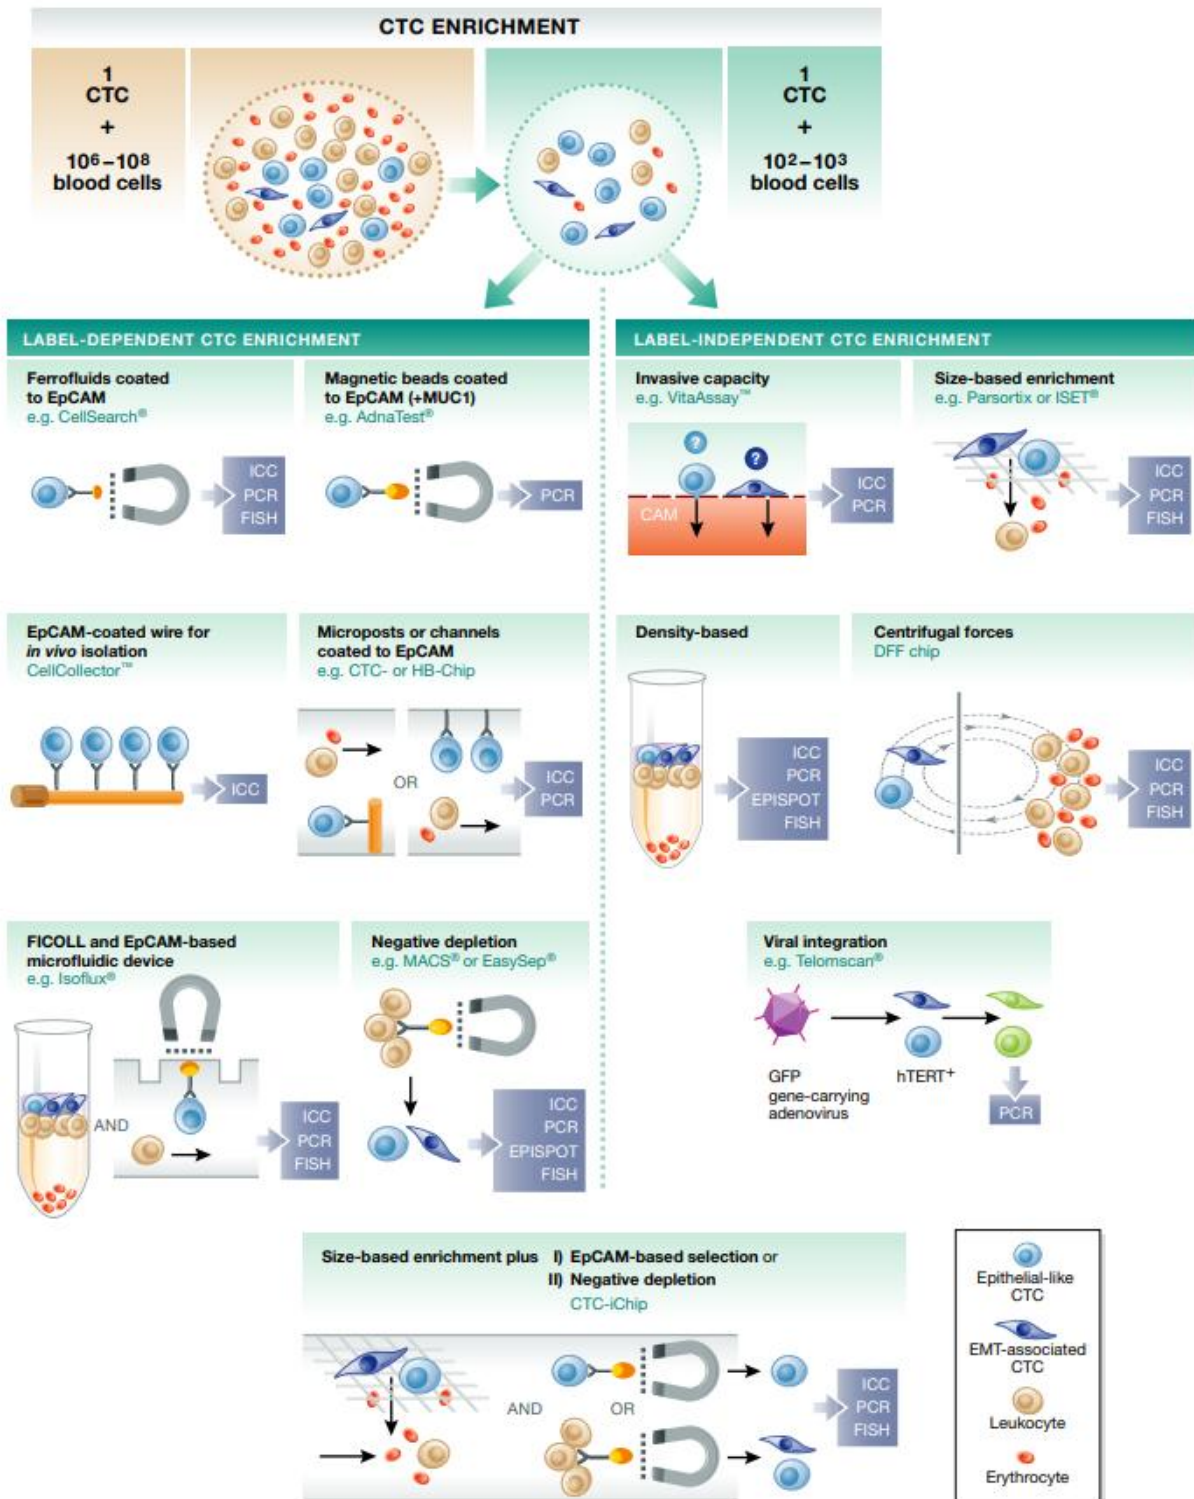 CTC ENRICHMENT
1
CTC
+
10⁶–10⁸
blood cells
1
CTC
+
10²–10³
blood cells
LABEL-DEPENDENT CTC ENRICHMENT
Ferrofluids coated
to EpCAM
e.g. CellSearch®
ICC
PCR
FISH
Magnetic beads coated
to EpCAM (+MUC1)
e.g. AdnaTest®
PCR
LABEL-INDEPENDENT CTC ENRICHMENT
Invasive capacity
e.g. VitaAssay™
?
?
CAM
ICC
PCR
Size-based enrichment
e.g. Parsortix or ISET®
ICC
PCR
FISH
EpCAM-coated wire for
in vivo isolation
CellCollector™
ICC
Microposts or channels
coated to EpCAM
e.g. CTC- or HB-Chip
OR
ICC
PCR
Density-based
ICC
PCR
EPISPOT
FISH
Centrifugal forces
DFF chip
ICC
PCR
FISH
FICOLL and EpCAM-based
microfluidic device
e.g. Isoflux®
AND
ICC
PCR
FISH
Negative depletion
e.g. MACS® or EasySep®
ICC
PCR
EPISPOT
FISH
Viral integration
e.g. Telomscan®
GFP
gene-carrying
adenovirus
hTERT⁺
PCR
Size-based enrichment plus I) EpCAM-based selection or
II) Negative depletion
CTC-iChip
AND
OR
ICC
PCR
FISH
Epithelial-like
CTC
EMT-associated
CTC
Leukocyte
Erythrocyte